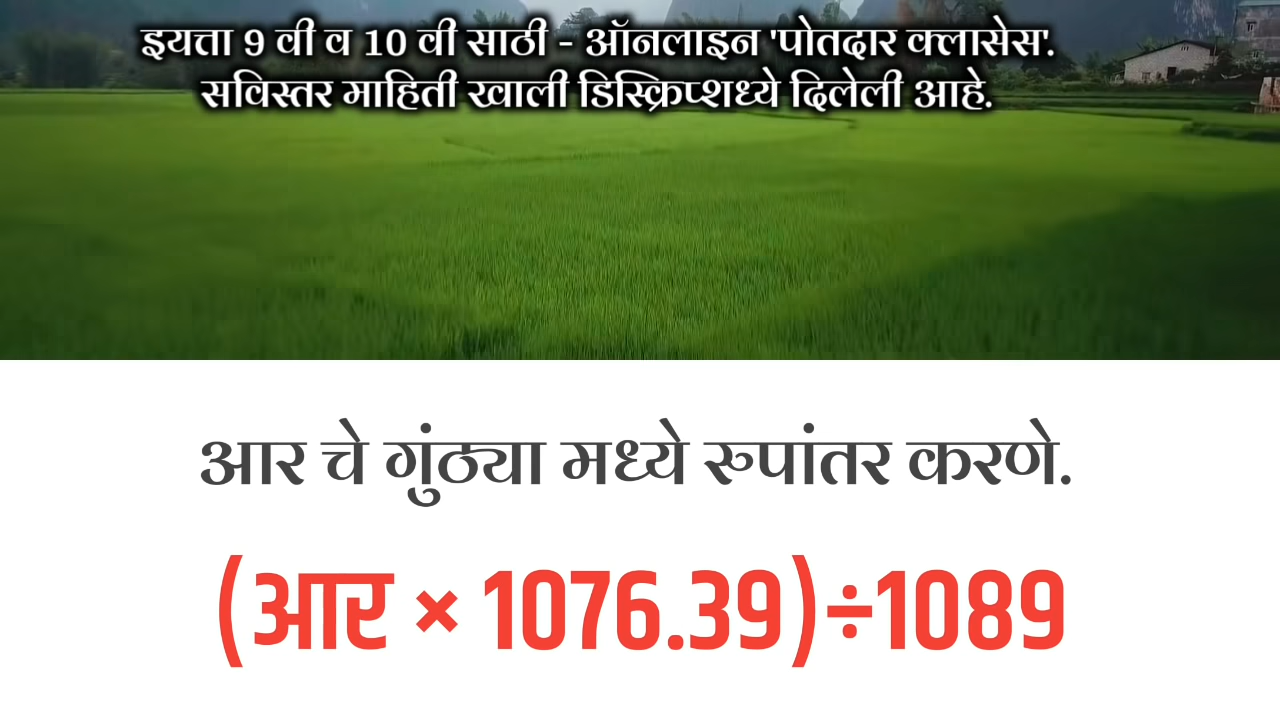 इयत्ता 9 वी व 10 वी साठी - ऑनलाइन 'पोतदार क्लासेस'.
सविस्तर माहिती खाली डिस्क्रिप्शध्ये दिलेली आहे.
आर चे गुंठ्या मध्ये रुपांतर करणे.
(आर × 1076.39)÷1089